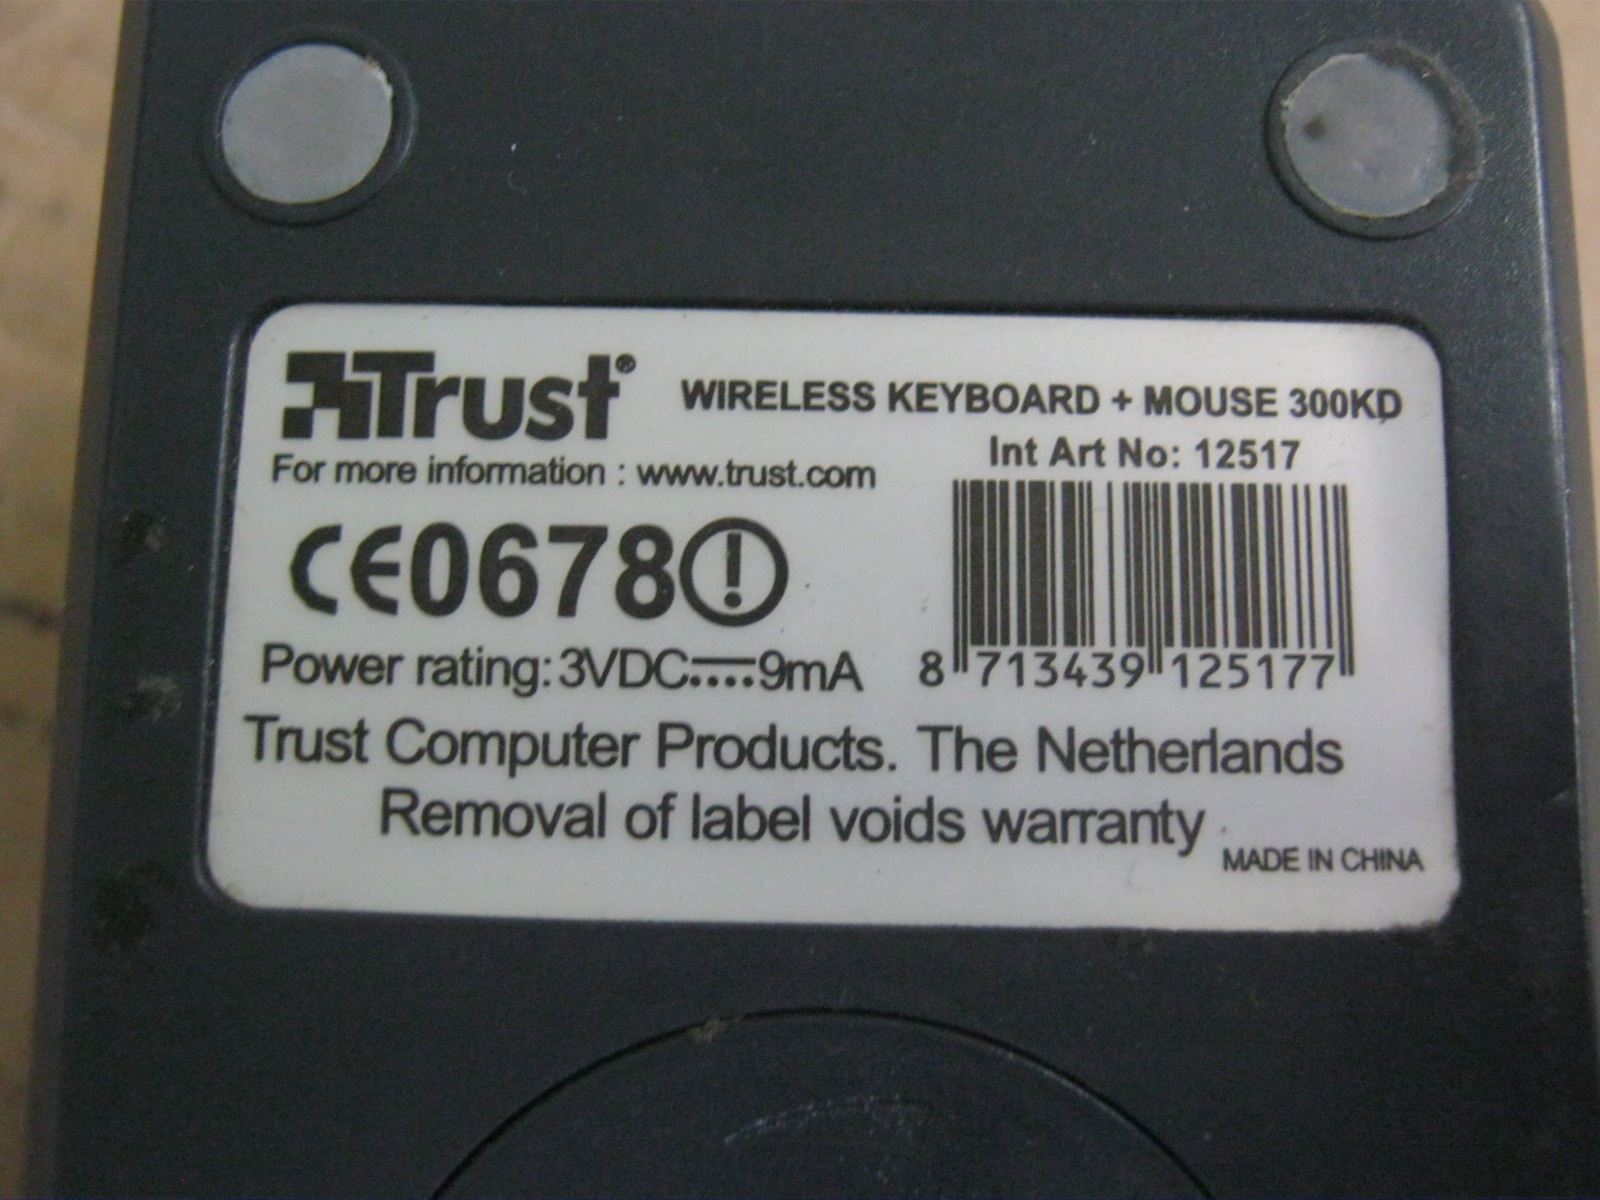 Trust® WIRELESS KEYBOARD + MOUSE 300KD
Int Art No: 12517
For more information : www.trust.com
CE0678
8 713439 125177
Power rating: 3VDC 9mA
Trust Computer Products. The Netherlands
Removal of label voids warranty
MADE IN CHINA